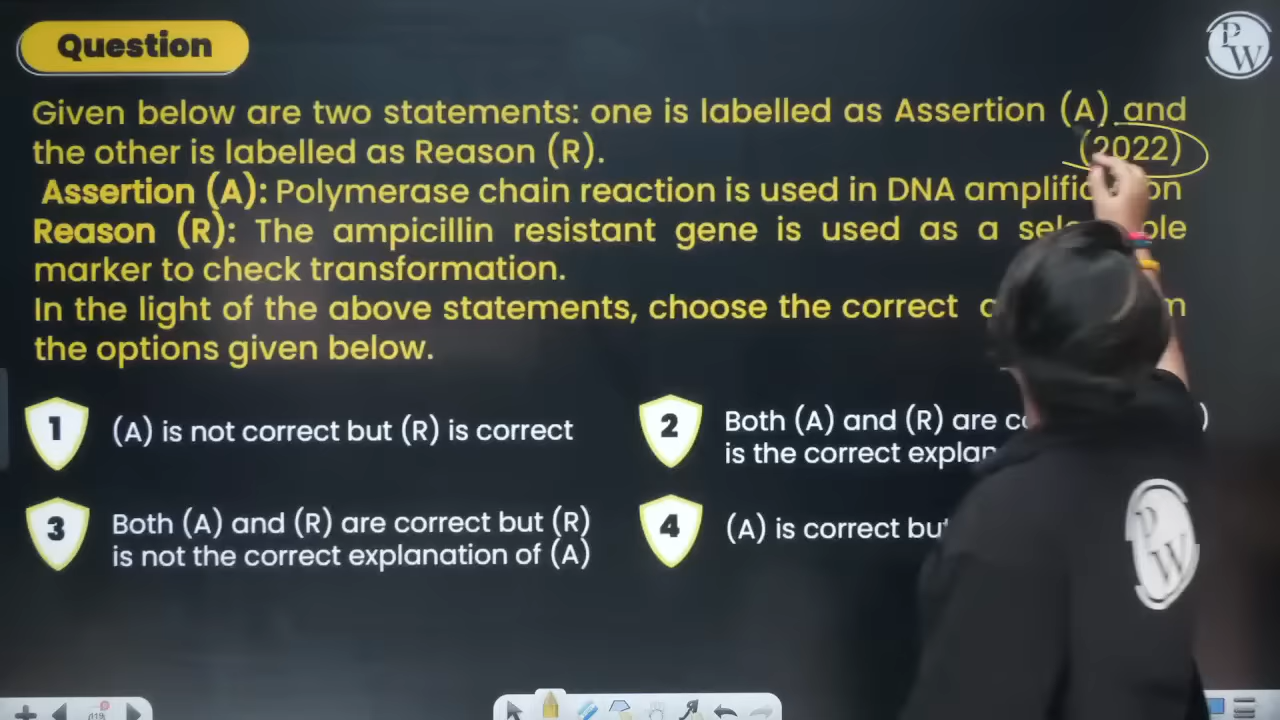 Question
PW
Given below are two statements: one is labelled as Assertion (A) and
the other is labelled as Reason (R). (2022)
Assertion (A): Polymerase chain reaction is used in DNA
Reason (R): The ampicillin resistant gene is used as a
marker to check transformation.
In the light of the above statements, choose the correct
the options given below.
1 (A) is not correct but (R) is correct
2 Both (A) and (R) are
is the correct
3 Both (A) and (R) are correct but (R)
is not the correct explanation of (A)
4 (A) is correct
PW